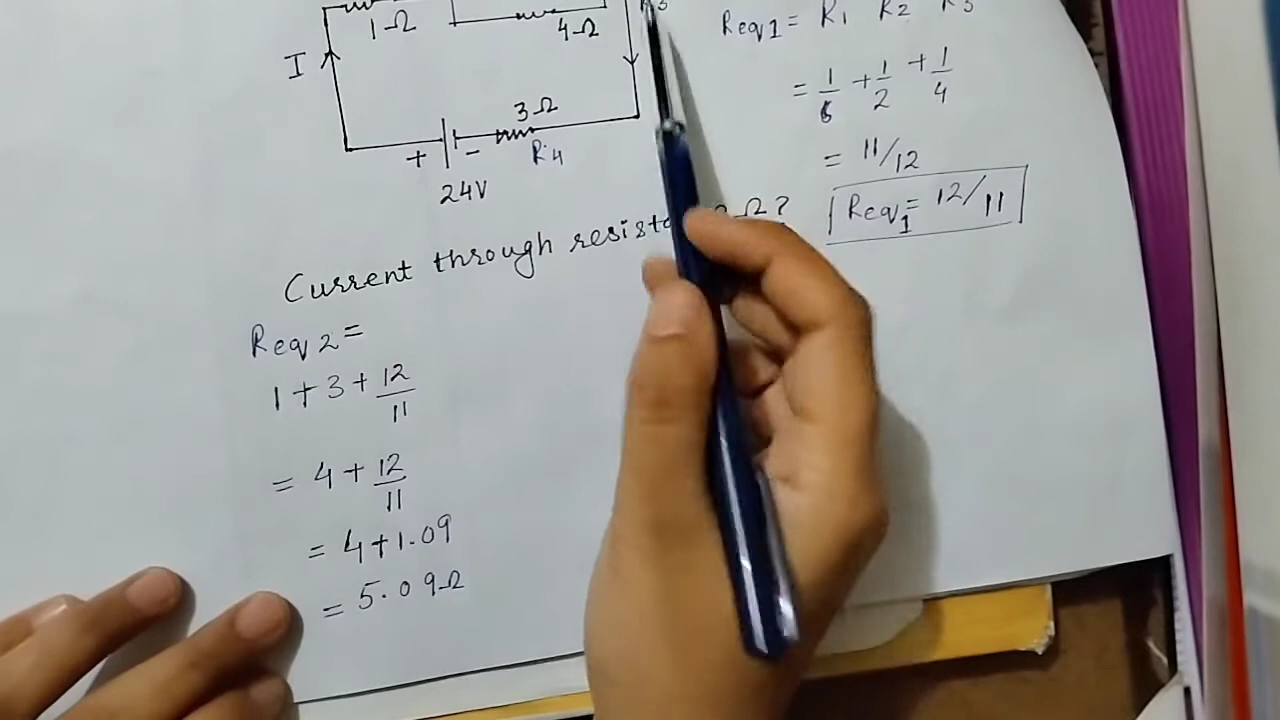 1Ω
4Ω
I
3Ω
+ -
R4
24V
Req1 = R1 R2 R3
= 1/6 + 1/2 + 1/4
= 11/12
Req1 = 12/11
Current through resisto Ω?
Req2 =
1 + 3 + 12/11
= 4 + 12/11
= 4 + 1.09
= 5.09Ω